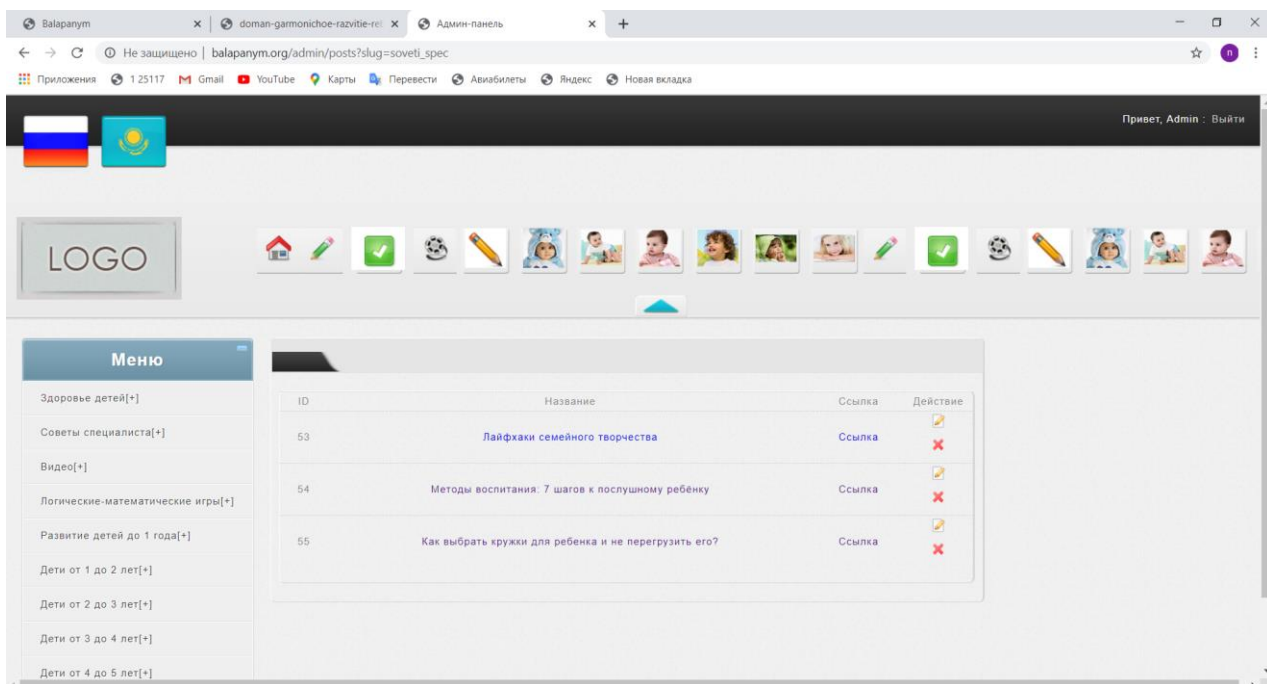 Balapanym
doman-garmonichoe-razvitie-re
Админ-панель
Не защищено | balapanym.org/admin/posts?slug=soveti_spec
п
Приложения 1 25117 Gmail YouTube Карты Перевести Авиабилеты Яндекс Новая вкладка
Привет, Admin : Выйти
LOGO
Меню
Здоровье детей[+]
Советы специалиста[+]
Видео[+]
Логические-математические игры[+]
Развитие детей до 1 года[+]
Дети от 1 до 2 лет[+]
Дети от 2 до 3 лет[+]
Дети от 3 до 4 лет[+]
Дети от 4 до 5 лет[+]
ID Название Ссылка Действие
53 Лайфхаки семейного творчества Ссылка
54 Методы воспитания: 7 шагов к послушному ребёнку Ссылка
55 Как выбрать кружки для ребенка и не перегрузить его? Ссылка